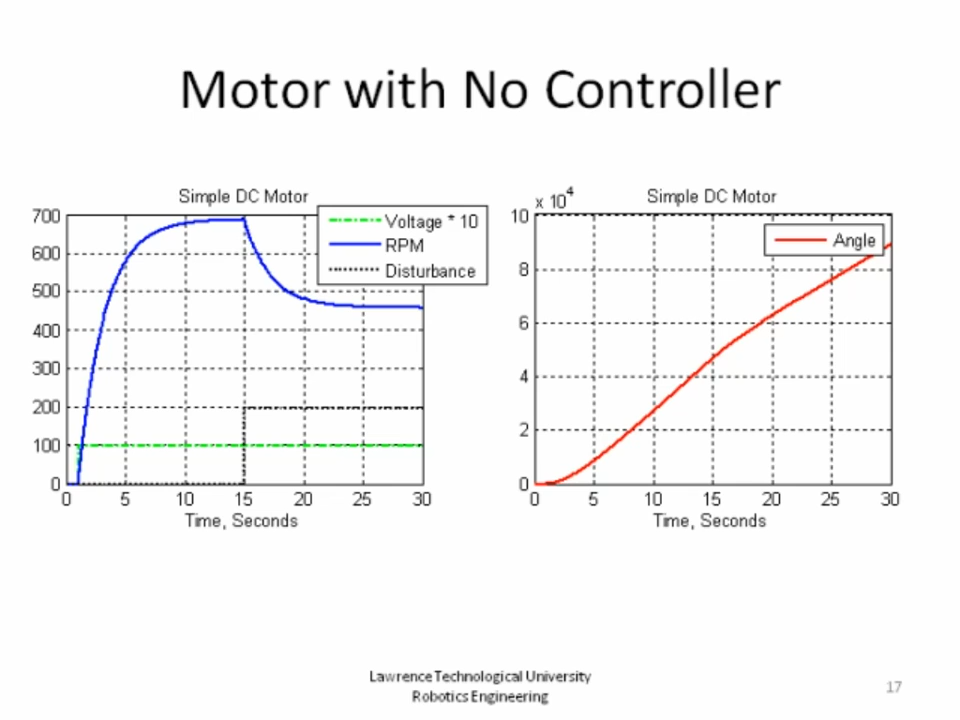 Motor with No Controller
Simple DC Motor
700
600
500
400
300
200
100
0
0 5 10 15 20 25 30
Time, Seconds
Voltage * 10
RPM
Disturbance
Simple DC Motor
x 10^4
10
8
6
4
2
0
0 5 10 15 20 25 30
Time, Seconds
Angle
Lawrence Technological University
Robotics Engineering
17